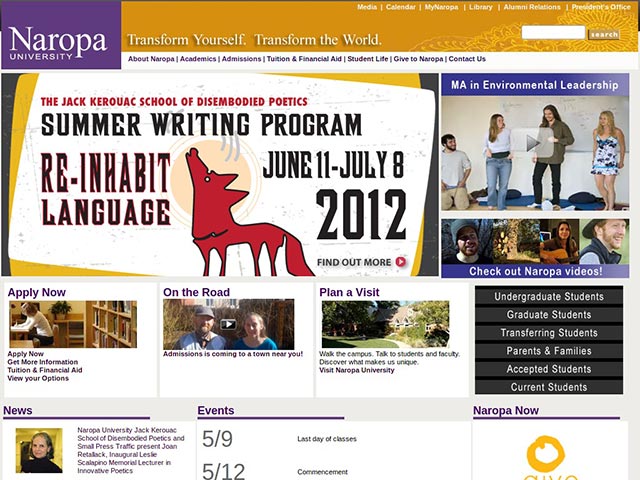 Media | Calendar | MyNaropa | Library | Alumni Relations | President's Office
Naropa
UNIVERSITY
Transform Yourself. Transform the World.
search
About Naropa | Academics | Admissions | Tuition & Financial Aid | Student Life | Give to Naropa | Contact Us
THE JACK KEROUAC SCHOOL OF DISEMBODIED POETICS
SUMMER WRITING PROGRAM
RE-INHABIT
LANGUAGE
JUNE 11-JULY 8
2012
FIND OUT MORE
MA in Environmental Leadership
Check out Naropa videos!
Apply Now
Apply Now
Get More Information
Tuition & Financial Aid
View your Options
On the Road
Admissions is coming to a town near you!
Plan a Visit
Walk the campus. Talk to students and faculty.
Discover what makes us unique.
Visit Naropa University
Undergraduate Students
Graduate Students
Transferring Students
Parents & Families
Accepted Students
Current Students
News
Naropa University Jack Kerouac
School of Disembodied Poetics and
Small Press Traffic present Joan
Retallack, Inaugural Leslie
Scalapino Memorial Lecturer in
Innovative Poetics
Events
5/9
Last day of classes
5/12
Commencement
Naropa Now
give